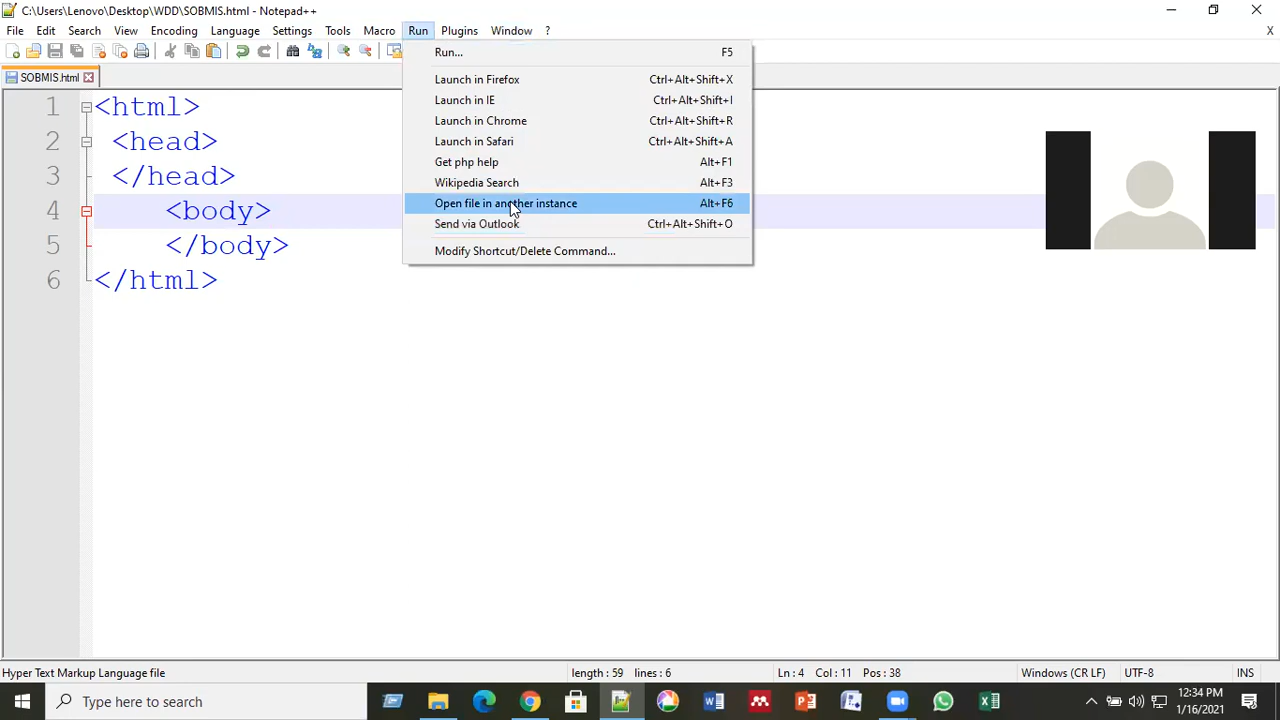 C:\Users\Lenovo\Desktop\WDD\SOBMIS.html - Notepad++
File Edit Search View Encoding Language Settings Tools Macro Run Plugins Window ? X
SOBMIS.html
Run... F5
Launch in Firefox Ctrl+Alt+Shift+X
Launch in IE Ctrl+Alt+Shift+I
Launch in Chrome Ctrl+Alt+Shift+R
Launch in Safari Ctrl+Alt+Shift+A
Get php help Alt+F1
Wikipedia Search Alt+F3
Open file in another instance Alt+F6
Send via Outlook Ctrl+Alt+Shift+O
Modify Shortcut/Delete Command...
1 <html>
2 <head>
3 </head>
4 <body>
5 </body>
6 </html>
Hyper Text Markup Language file length : 59 lines : 6 Ln : 4 Col : 11 Pos : 38 Windows (CR LF) UTF-8 INS
Type here to search
12:34 PM
1/16/2021